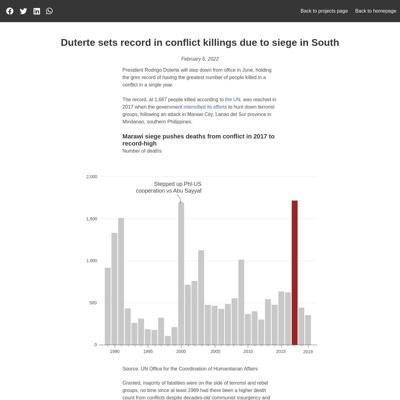 Back to projects page
Back to homepage
Duterte sets record in conflict killings due to siege in South
February 5, 2022
President Rodrigo Duterte will step down from office in June, holding
the grim record of having the greatest number of people killed in a
conflict in a single year.
The record, at 1,687 people killed according to the UN, was reached in
2017 when the government intensified its efforts to hunt down terrorist
groups, following an attack in Marawi City, Lanao del Sur province in
Mindanao, southern Philippines.
Marawi siege pushes deaths from conflict in 2017 to
record-high
Number of deaths
2,000
Stepped up Phl-US
cooperation vs Abu Sayyaf
1,500
1,000
500
0
1990
1995
2000
2005
2010
2015
2019
Source: UN Office for the Coordination of Humanitarian Affairs
Granted, majority of fatalities were on the side of terrorist and rebel
groups, no time since at least 1989 had there been a higher death
count from conflicts despite decades-old communist insurgency and